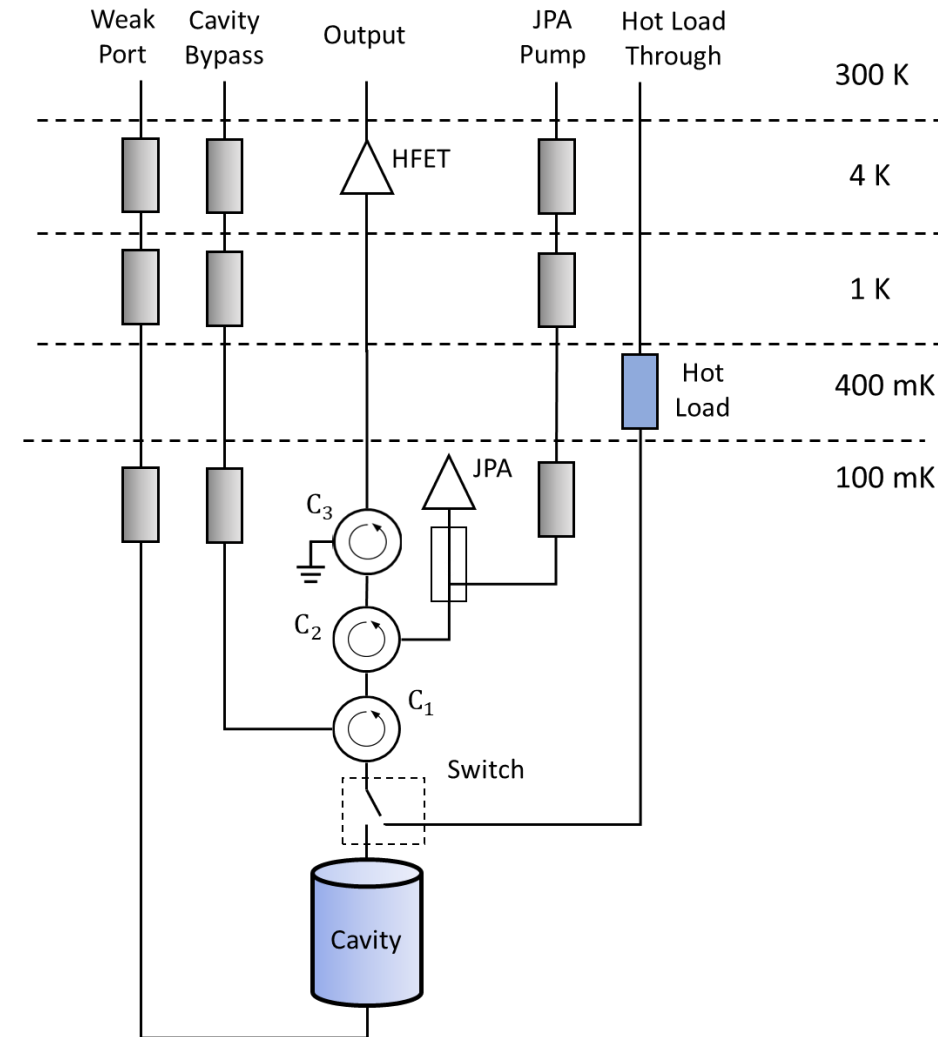 Weak
Port
Cavity
Bypass
Output
JPA
Pump
Hot Load
Through
300 K
HFET
4 K
1 K
Hot
Load
400 mK
JPA
100 mK
C₃
C₂
C₁
Switch
Cavity